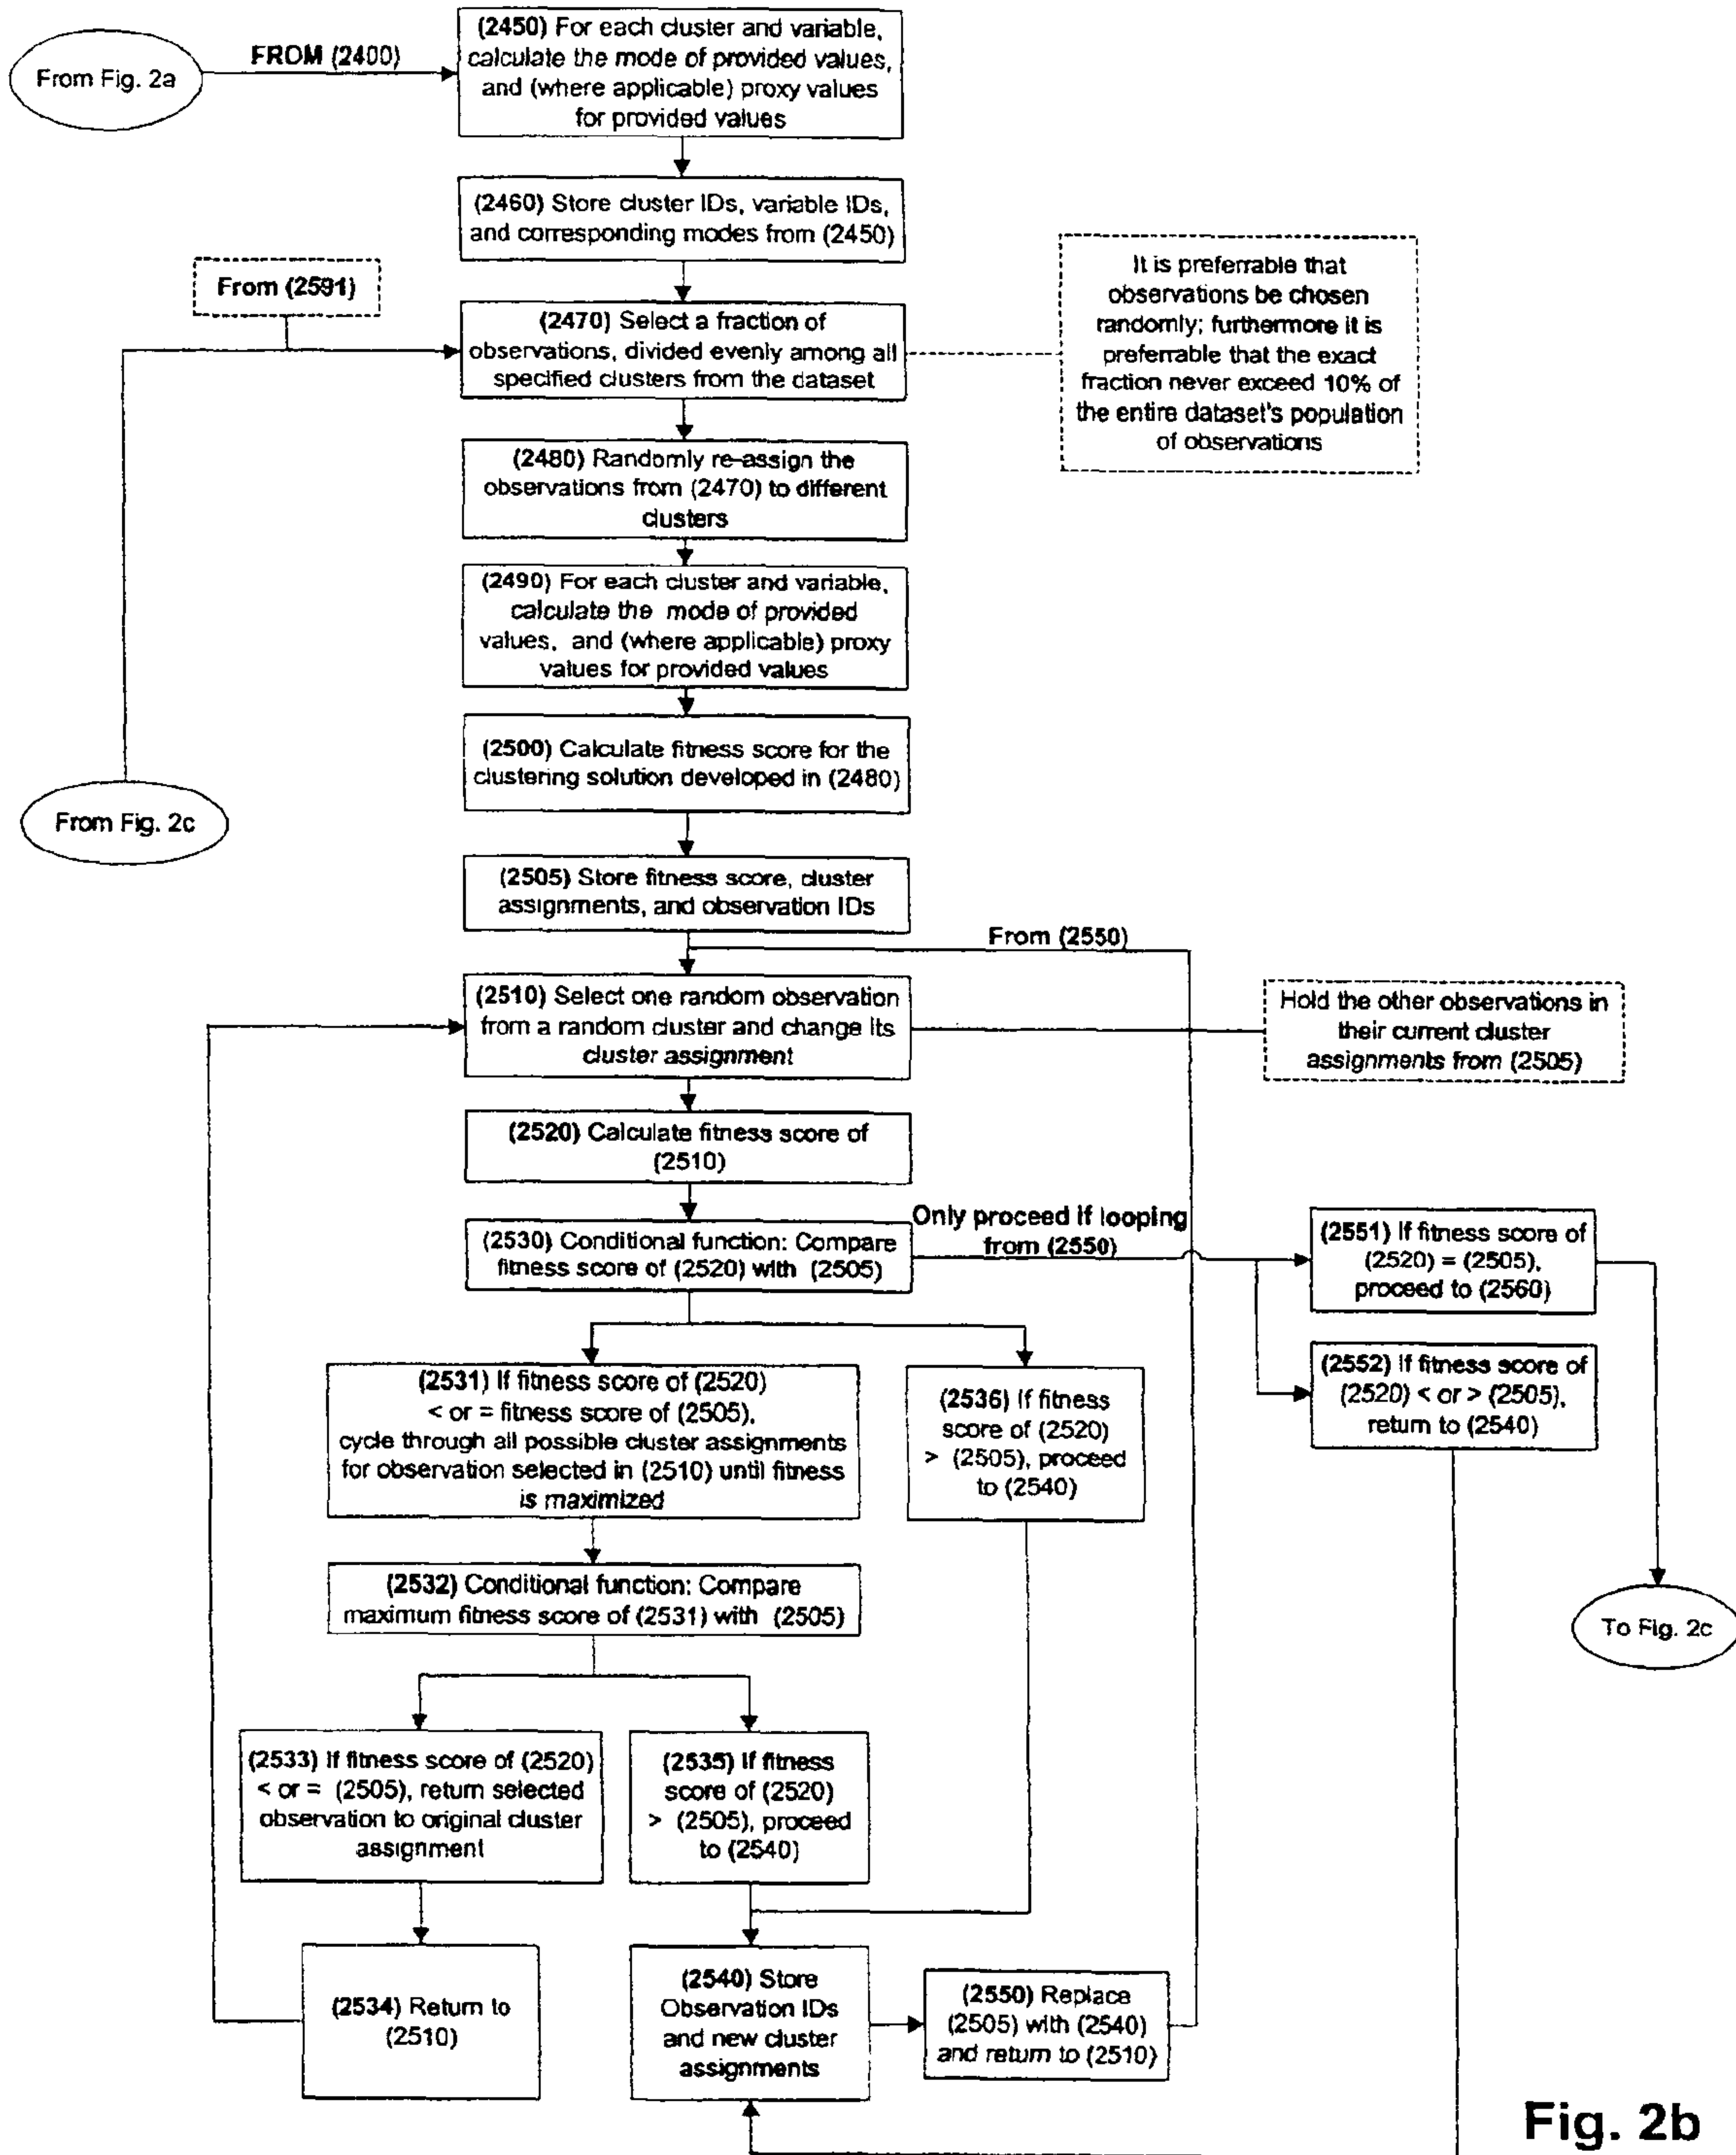 From Fig. 2a
FROM (2400)
(2450) For each cluster and variable,
calculate the mode of provided values,
and (where applicable) proxy values
for provided values
(2460) Store cluster IDs, variable IDs,
and corresponding modes from (2450)
From (2591)
(2470) Select a fraction of
observations, divided evenly among all
specified clusters from the dataset
It is preferrable that
observations be chosen
randomly; furthermore it is
preferrable that the exact
fraction never exceed 10% of
the entire dataset's population
of observations
(2480) Randomly re-assign the
observations from (2470) to different
clusters
(2490) For each cluster and variable,
calculate the mode of provided
values, and (where applicable) proxy
values for provided values
(2500) Calculate fitness score for the
clustering solution developed in (2480)
From Fig. 2c
(2505) Store fitness score, cluster
assignments, and observation IDs
From (2550)
(2510) Select one random observation
from a random cluster and change its
cluster assignment
Hold the other observations in
their current cluster
assignments from (2505)
(2520) Calculate fitness score of
(2510)
(2530) Conditional function: Compare
fitness score of (2520) with (2505)
Only proceed if looping
from (2550)
(2551) If fitness score of
(2520) = (2505),
proceed to (2560)
(2552) If fitness score of
(2520) < or > (2505),
return to (2540)
(2531) If fitness score of (2520)
< or = fitness score of (2505),
cycle through all possible cluster assignments
for observation selected in (2510) until fitness
is maximized
(2536) If fitness
score of (2520)
> (2505), proceed
to (2540)
(2532) Conditional function: Compare
maximum fitness score of (2531) with (2505)
To Fig. 2c
(2533) If fitness score of (2520)
< or = (2505), return selected
observation to original cluster
assignment
(2535) If fitness
score of (2520)
> (2505), proceed
to (2540)
(2534) Return to
(2510)
(2540) Store
Observation IDs
and new cluster
assignments
(2550) Replace
(2505) with (2540)
and return to (2510)
Fig. 2b